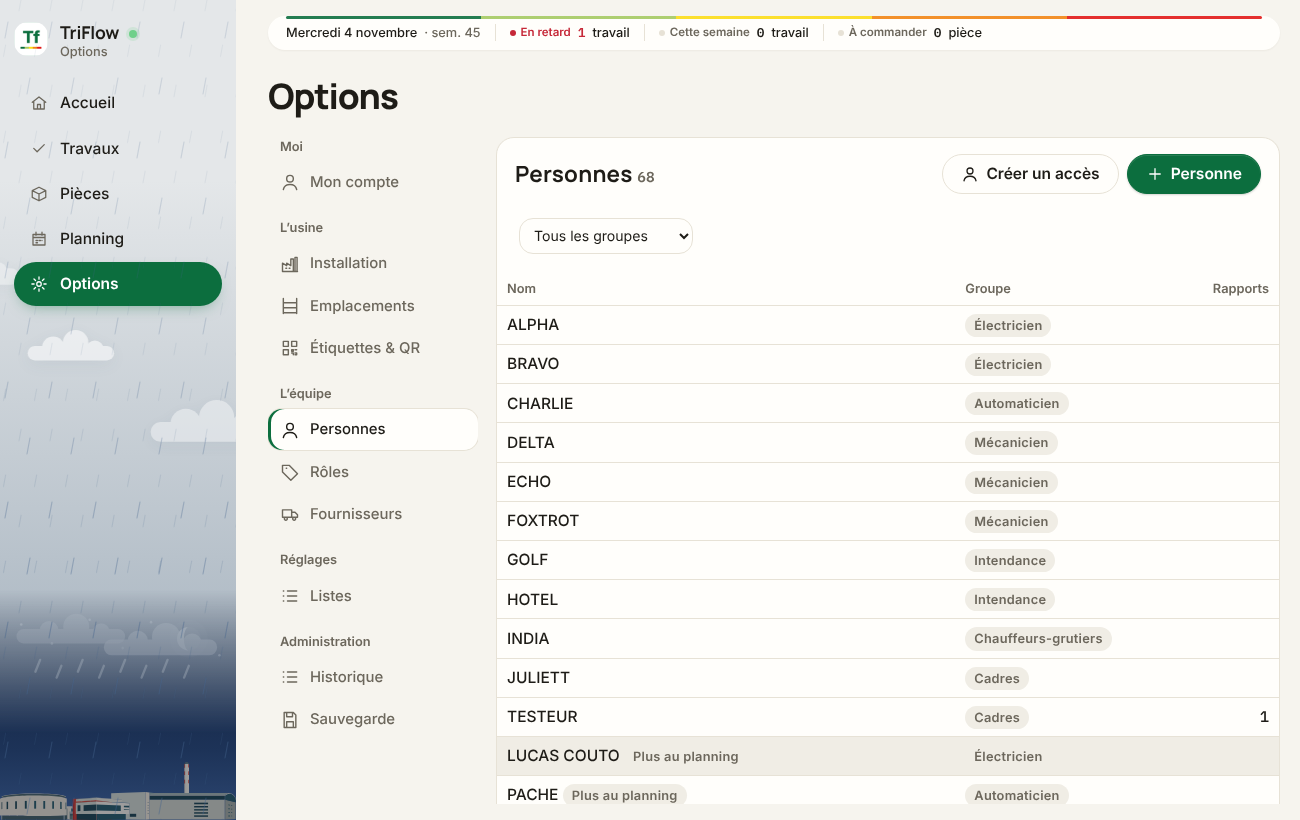 Tf
TriFlow
Options
Accueil
Travaux
Pièces
Planning
Options
Mercredi 4 novembre · sem. 45
En retard 1 travail
Cette semaine 0 travail
À commander 0 pièce
Options
Moi
Mon compte
L’usine
Installation
Emplacements
Étiquettes & QR
L’équipe
Personnes
Rôles
Fournisseurs
Réglages
Listes
Administration
Historique
Sauvegarde
Personnes 68
Créer un accès
+ Personne
Tous les groupes
Nom Groupe Rapports
ALPHA Électricien
BRAVO Électricien
CHARLIE Automaticien
DELTA Mécanicien
ECHO Mécanicien
FOXTROT Mécanicien
GOLF Intendance
HOTEL Intendance
INDIA Chauffeurs-grutiers
JULIETT Cadres
TESTEUR Cadres 1
LUCAS COUTO Plus au planning Électricien
PACHE Plus au planning Automaticien